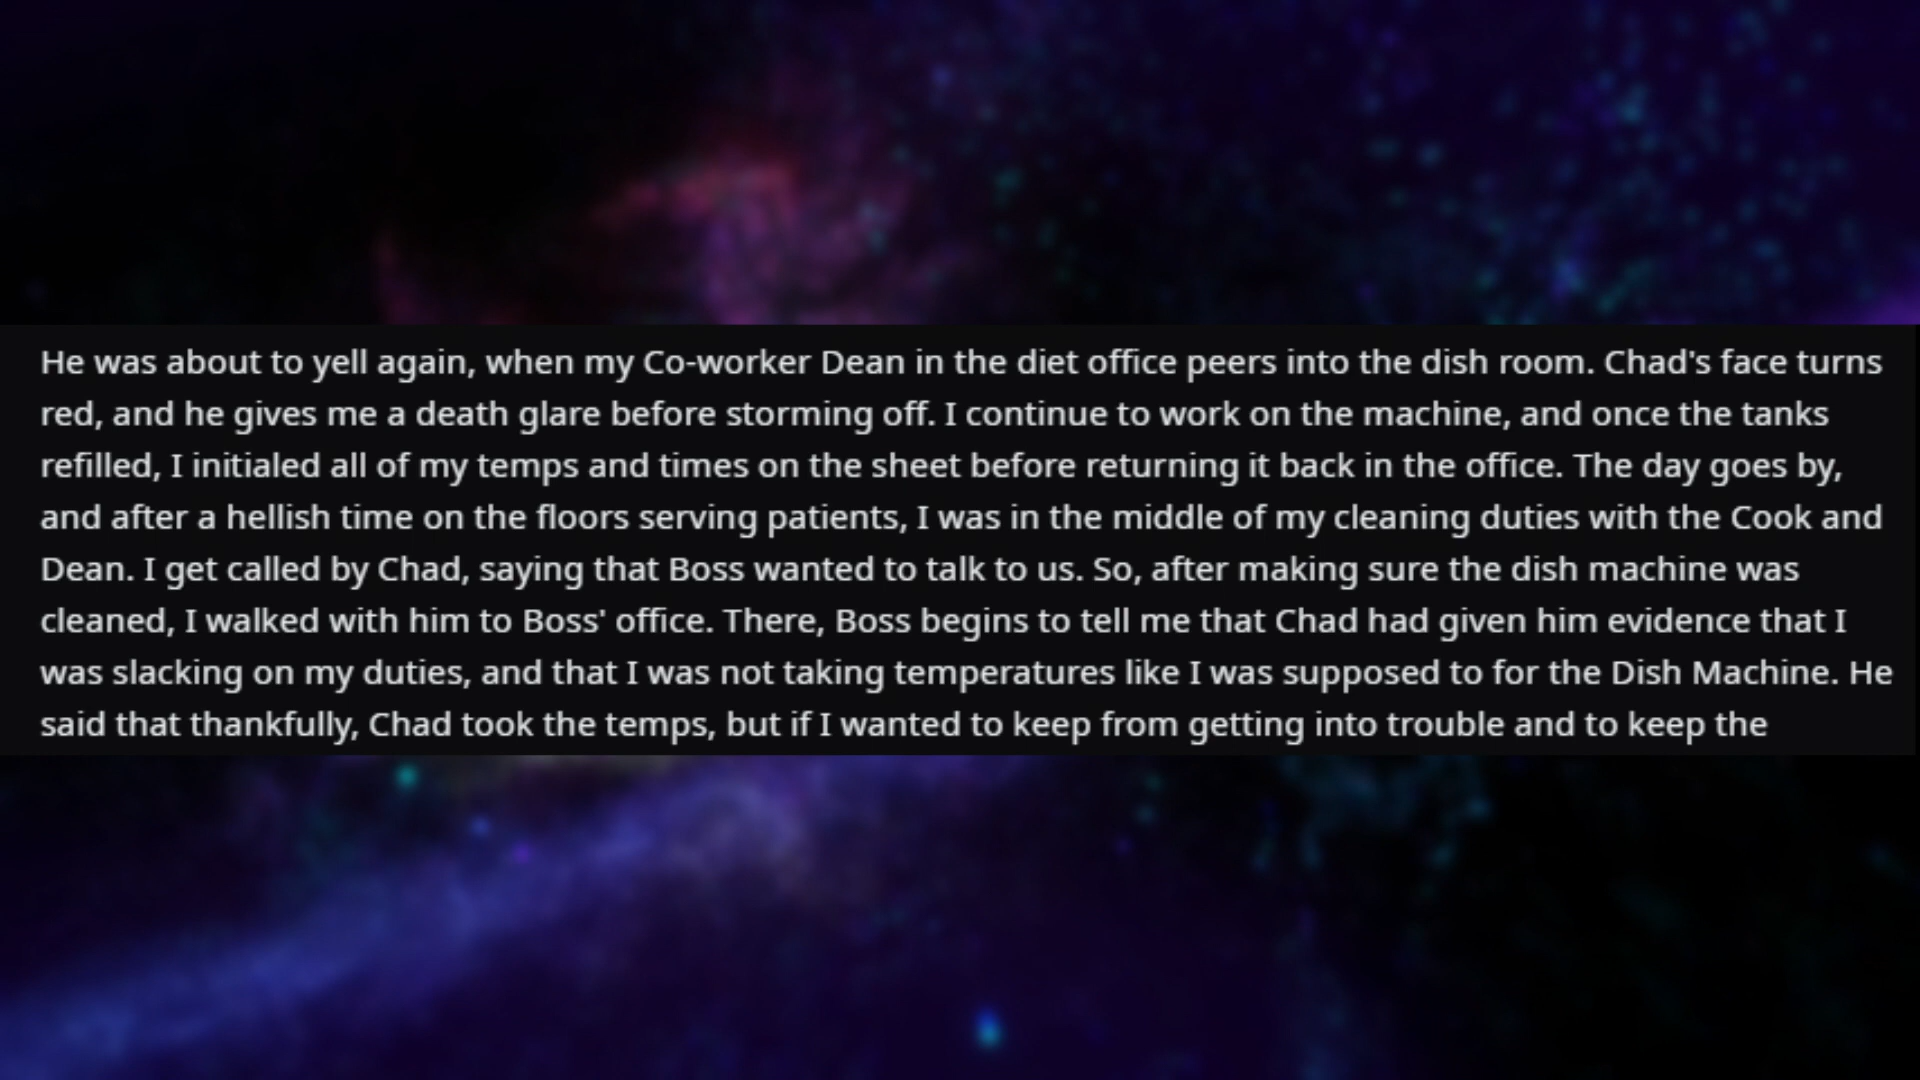 He was about to yell again, when my Co-worker Dean in the diet office peers into the dish room. Chad's face turns
red, and he gives me a death glare before storming off. I continue to work on the machine, and once the tanks
refilled, I initialed all of my temps and times on the sheet before returning it back in the office. The day goes by,
and after a hellish time on the floors serving patients, I was in the middle of my cleaning duties with the Cook and
Dean. I get called by Chad, saying that Boss wanted to talk to us. So, after making sure the dish machine was
cleaned, I walked with him to Boss' office. There, Boss begins to tell me that Chad had given him evidence that I
was slacking on my duties, and that I was not taking temperatures like I was supposed to for the Dish Machine. He
said that thankfully, Chad took the temps, but if I wanted to keep from getting into trouble and to keep the